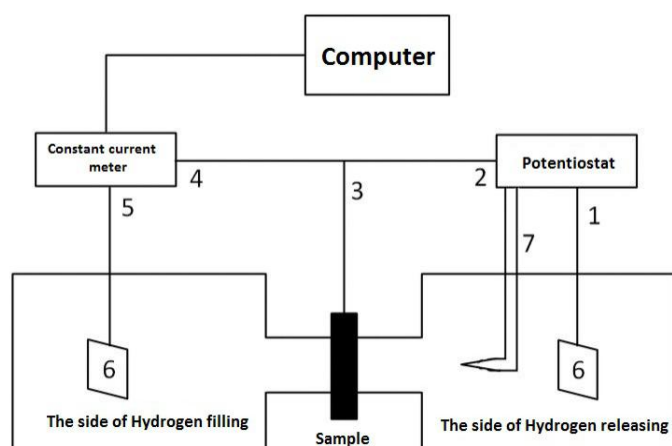 Computer
Constant current
meter
Potentiostat
4
2
3
5
7
1
6
6
The side of Hydrogen filling
The side of Hydrogen releasing
Sample